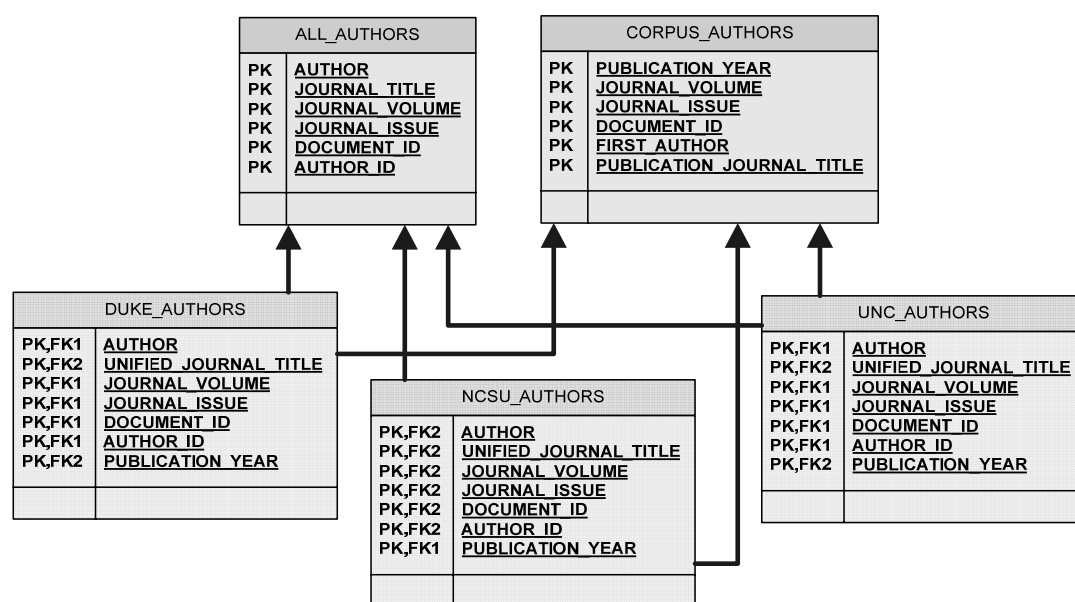 ALL_AUTHORS
PK AUTHOR
PK JOURNAL_TITLE
PK JOURNAL_VOLUME
PK JOURNAL_ISSUE
PK DOCUMENT_ID
PK AUTHOR_ID
CORPUS_AUTHORS
PK PUBLICATION_YEAR
PK JOURNAL_VOLUME
PK JOURNAL_ISSUE
PK DOCUMENT_ID
PK FIRST_AUTHOR
PK PUBLICATION_JOURNAL_TITLE
DUKE_AUTHORS
PK,FK1 AUTHOR
PK,FK2 UNIFIED_JOURNAL_TITLE
PK,FK1 JOURNAL_VOLUME
PK,FK1 JOURNAL_ISSUE
PK,FK1 DOCUMENT_ID
PK,FK1 AUTHOR_ID
PK,FK2 PUBLICATION_YEAR
NCSU_AUTHORS
PK,FK2 AUTHOR
PK,FK2 UNIFIED_JOURNAL_TITLE
PK,FK2 JOURNAL_VOLUME
PK,FK2 JOURNAL_ISSUE
PK,FK2 DOCUMENT_ID
PK,FK2 AUTHOR_ID
PK,FK1 PUBLICATION_YEAR
UNC_AUTHORS
PK,FK1 AUTHOR
PK,FK2 UNIFIED_JOURNAL_TITLE
PK,FK1 JOURNAL_VOLUME
PK,FK1 JOURNAL_ISSUE
PK,FK1 DOCUMENT_ID
PK,FK1 AUTHOR_ID
PK,FK2 PUBLICATION_YEAR